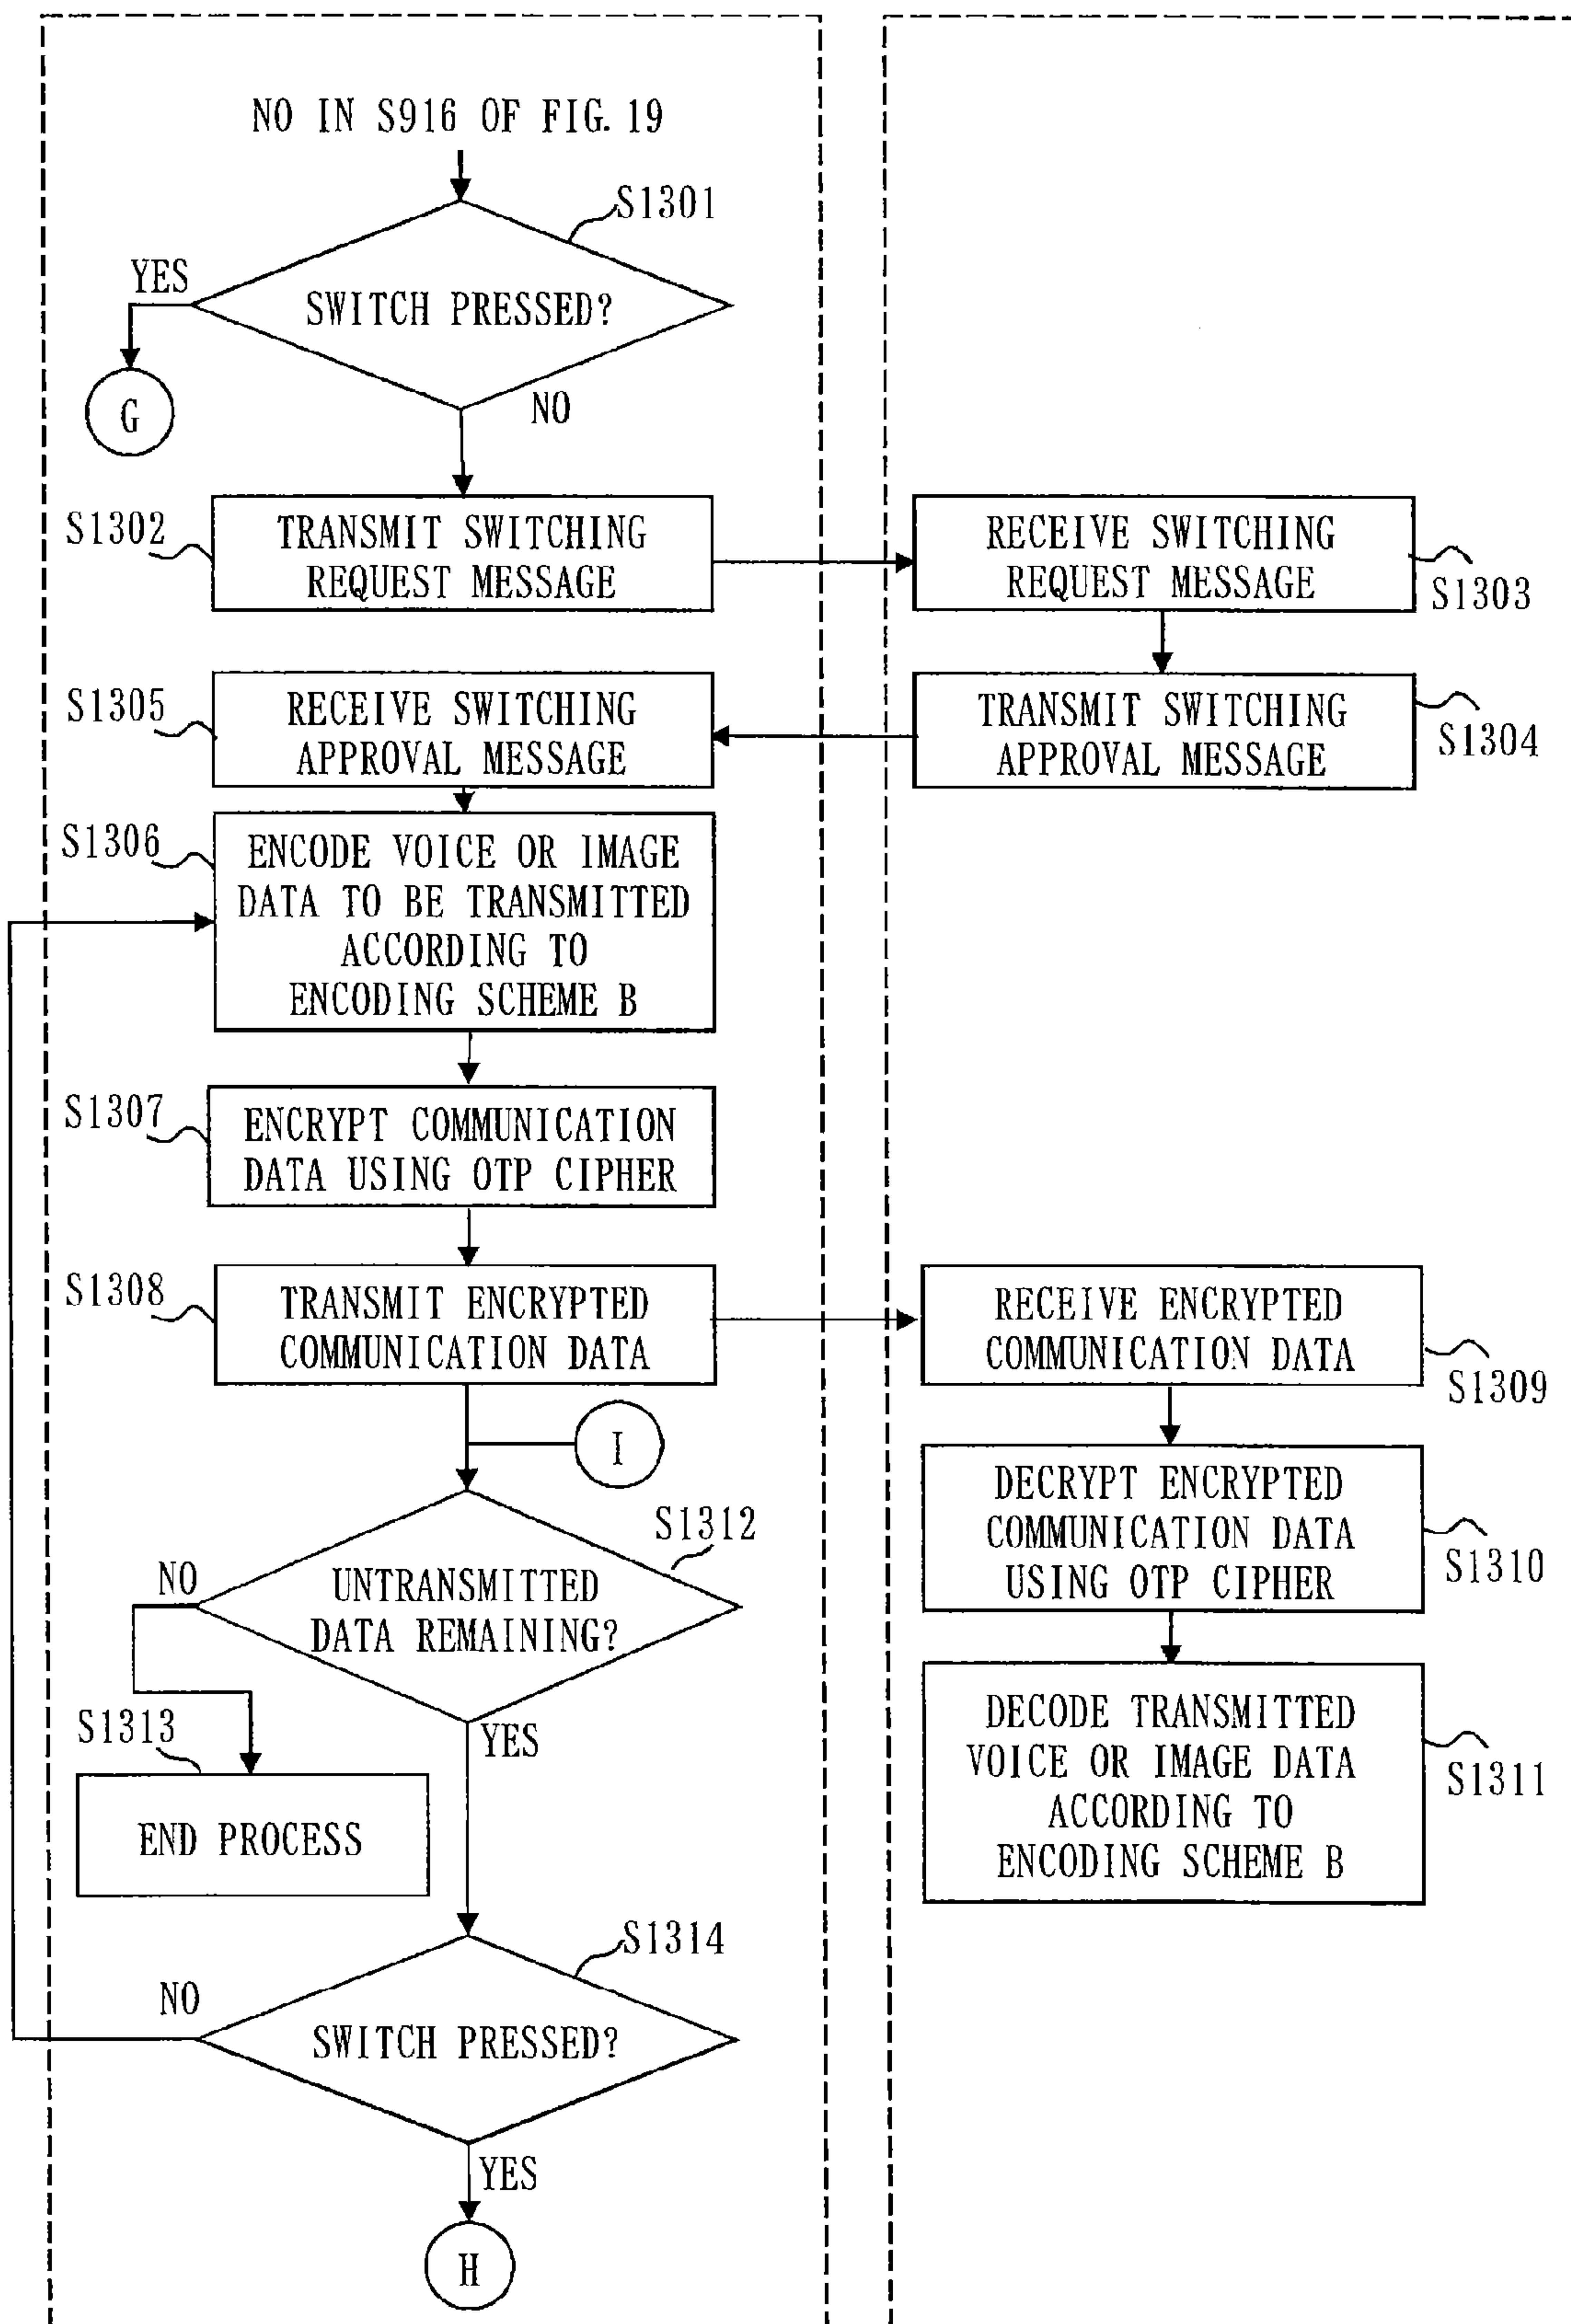 NO IN S916 OF FIG. 19
S1301
YES
SWITCH PRESSED?
G
NO
S1302
TRANSMIT SWITCHING
REQUEST MESSAGE
RECEIVE SWITCHING
REQUEST MESSAGE
S1303
S1305
RECEIVE SWITCHING
APPROVAL MESSAGE
TRANSMIT SWITCHING
APPROVAL MESSAGE
S1304
S1306
ENCODE VOICE OR IMAGE
DATA TO BE TRANSMITTED
ACCORDING TO
ENCODING SCHEME B
S1307
ENCRYPT COMMUNICATION
DATA USING OTP CIPHER
S1308
TRANSMIT ENCRYPTED
COMMUNICATION DATA
RECEIVE ENCRYPTED
COMMUNICATION DATA
S1309
I
DECRYPT ENCRYPTED
COMMUNICATION DATA
USING OTP CIPHER
S1310
S1312
NO
UNTRANSMITTED
DATA REMAINING?
YES
DECODE TRANSMITTED
VOICE OR IMAGE DATA
ACCORDING TO
ENCODING SCHEME B
S1311
S1313
END PROCESS
S1314
NO
SWITCH PRESSED?
YES
H